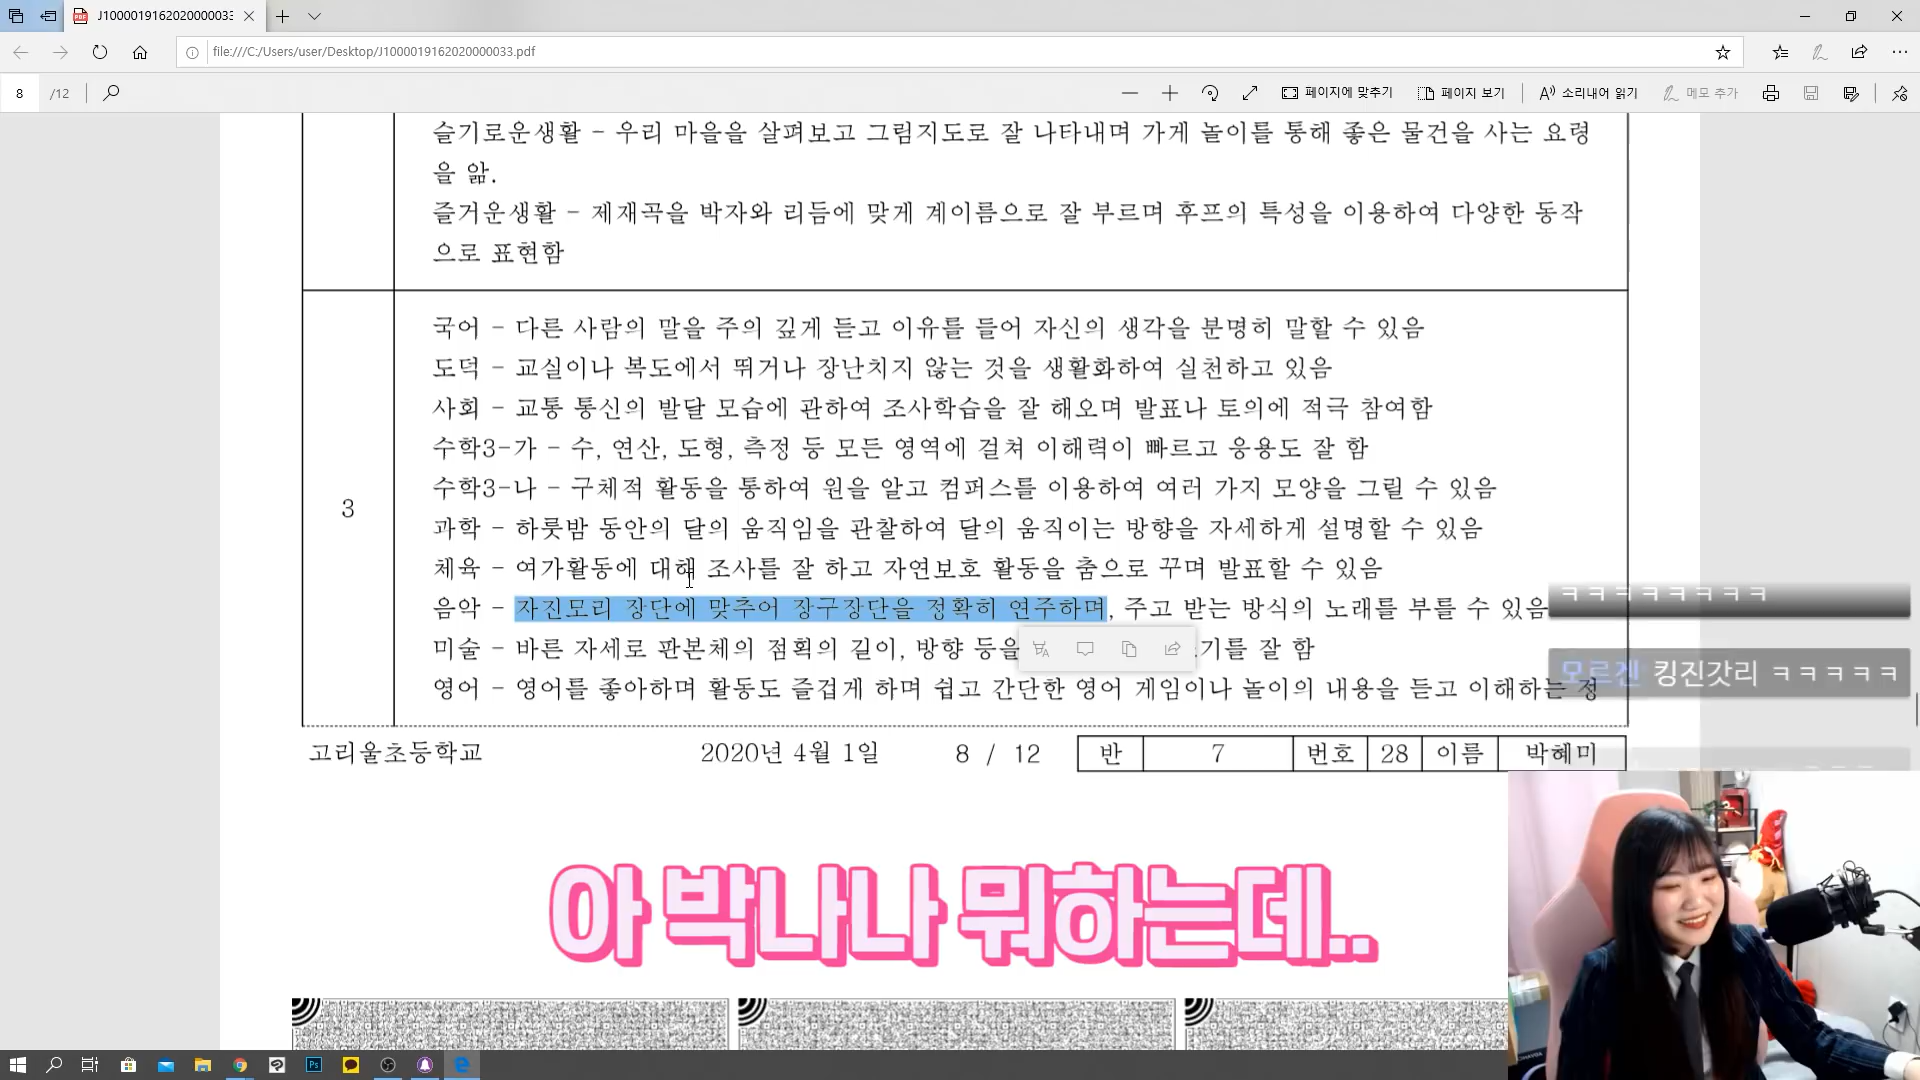 J1000019162020000033
file:///C:/Users/user/Desktop/J1000019162020000033.pdf
8 /12
페이지에 맞추기
페이지 보기
소리내어 읽기
메모 추가
슬기로운생활 - 우리 마을을 살펴보고 그림지도로 잘 나타내며 가게 놀이를 통해 좋은 물건을 사는 요령
을 앎.
즐거운생활 - 제재곡을 박자와 리듬에 맞게 계이름으로 잘 부르며 후프의 특성을 이용하여 다양한 동작
으로 표현함
3
국어 - 다른 사람의 말을 주의 깊게 듣고 이유를 들어 자신의 생각을 분명히 말할 수 있음
도덕 - 교실이나 복도에서 뛰거나 장난치지 않는 것을 생활화하여 실천하고 있음
사회 - 교통 통신의 발달 모습에 관하여 조사학습을 잘 해오며 발표나 토의에 적극 참여함
수학3-가 - 수, 연산, 도형, 측정 등 모든 영역에 걸쳐 이해력이 빠르고 응용도 잘 함
수학3-나 - 구체적 활동을 통하여 원을 알고 컴퍼스를 이용하여 여러 가지 모양을 그릴 수 있음
과학 - 하룻밤 동안의 달의 움직임을 관찰하여 달의 움직이는 방향을 자세하게 설명할 수 있음
체육 - 여가활동에 대해 조사를 잘 하고 자연보호 활동을 춤으로 꾸며 발표할 수 있음
음악 - 자진모리 장단에 맞추어 장구장단을 정확히 연주하며, 주고 받는 방식의 노래를 부를 수 있음
미술 - 바른 자세로 판본체의 점획의 길이, 방향 등을 기를 잘 함
영어 - 영어를 좋아하며 활동도 즐겁게 하며 쉽고 간단한 영어 게임이나 놀이의 내용을 듣고 이해하는 정
ㅋㅋㅋㅋㅋㅋㅋㅋ
모르겐 킹진갓리 ㅋㅋㅋㅋㅋ
고리울초등학교 2020년 4월 1일 8 / 12 반 7 번호 28 이름 박혜미
아 박나나 뭐하는데..